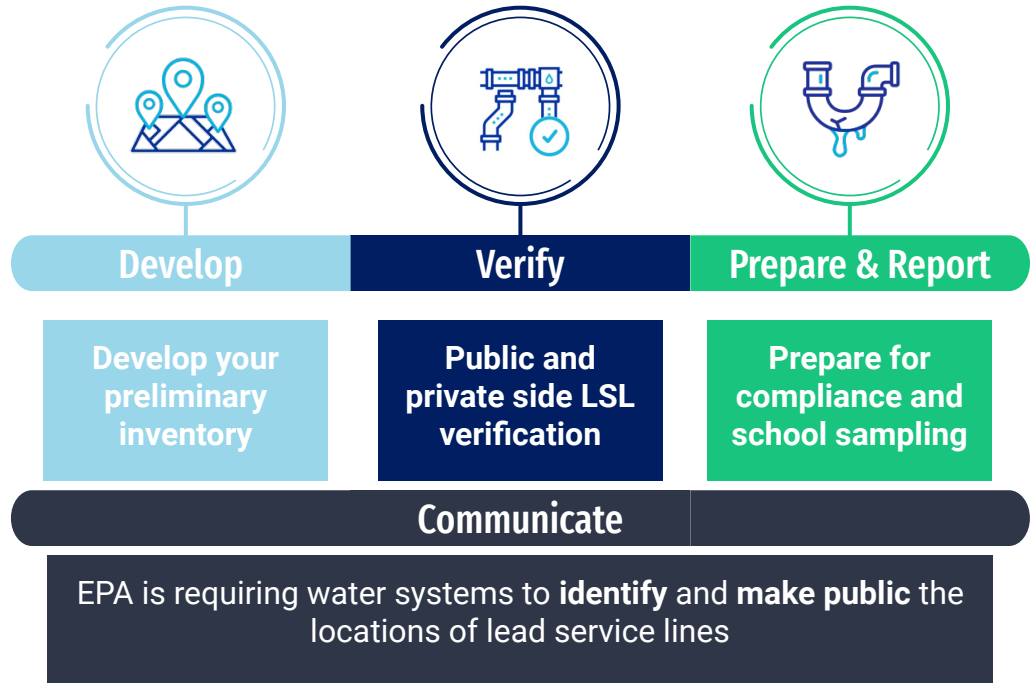 Develop
Verify
Prepare & Report
Develop your
preliminary
inventory
Public and
private side LSL
verification
Prepare for
compliance and
school sampling
Communicate
EPA is requiring water systems to identify and make public the
locations of lead service lines